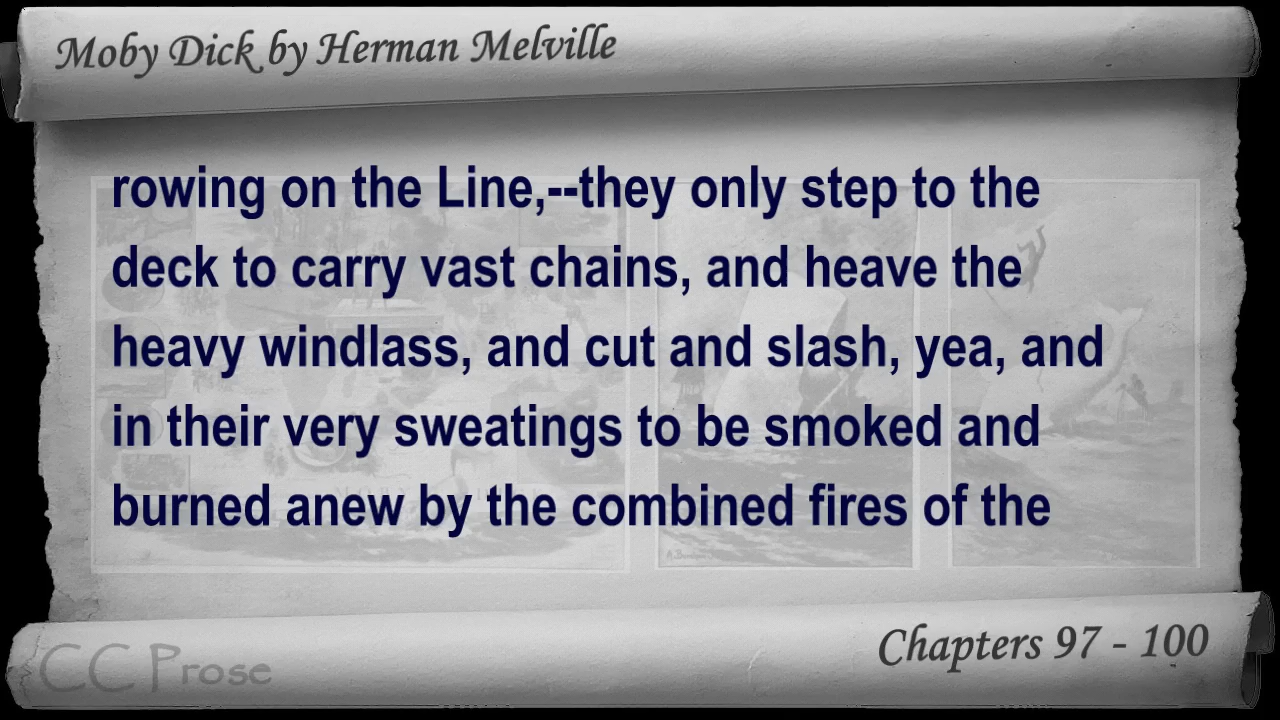 Moby Dick by Herman Melville
rowing on the Line,--they only step to the
deck to carry vast chains, and heave the
heavy windlass, and cut and slash, yea, and
in their very sweatings to be smoked and
burned anew by the combined fires of the
Chapters 97 - 100
CC Prose